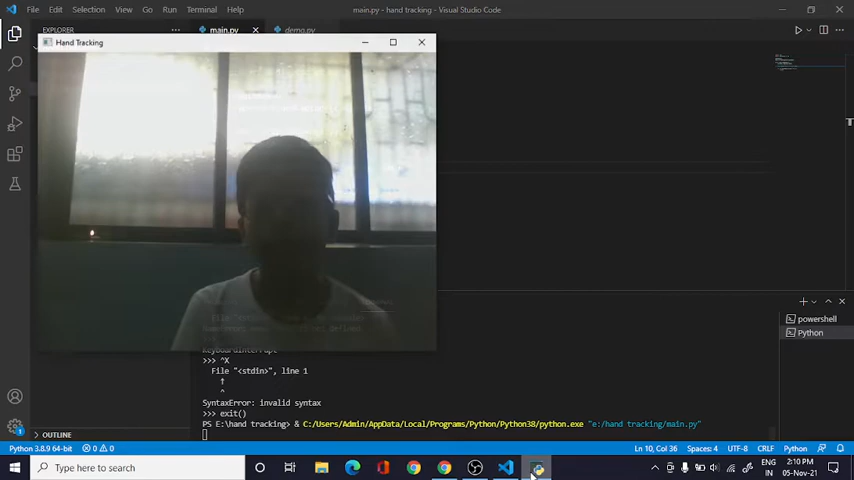 File Edit Selection View Go Run Terminal Help main.py - hand tracking - Visual Studio Code
EXPLORER ... main.py demo.py
Hand Tracking
powershell
Python
KeyboardInterrupt
>>> ^X
File "<stdin>", line 1
^
SyntaxError: invalid syntax
>>> exit()
PS E:\hand tracking> & C:/Users/Admin/AppData/Local/Programs/Python/Python38/python.exe "e:/hand tracking/main.py"
OUTLINE
Python 3.8.9 64-bit 0 0 Ln 10, Col 36 Spaces: 4 UTF-8 CRLF Python
1
Type here to search
ENG
IN
2:10 PM
05-Nov-21